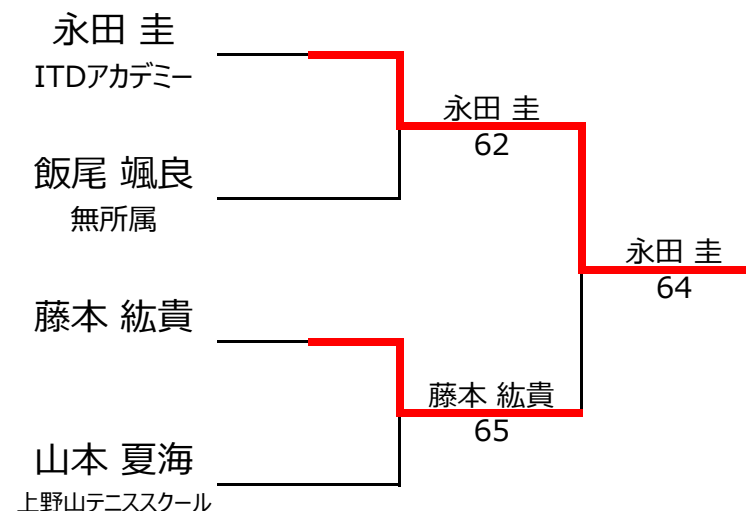 永田 圭
ITDアカデミー
永田 圭
62
飯尾 颯良
無所属
永田 圭
64
藤本 紘貴
藤本 紘貴
65
山本 夏海
上野山テニススクール